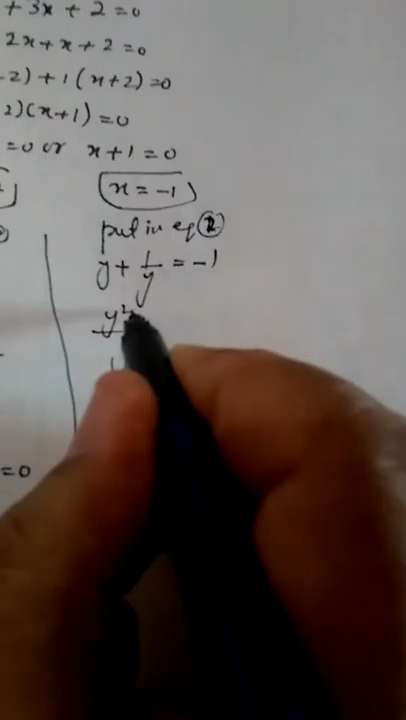 + 3x + 2 = 0
2x + x + 2 = 0
2) + 1 (x + 2) = 0
2)(x + 1) = 0
= 0 or x + 1 = 0
x = -1
put in eq ②
y + 1/y = -1
y²
= 0